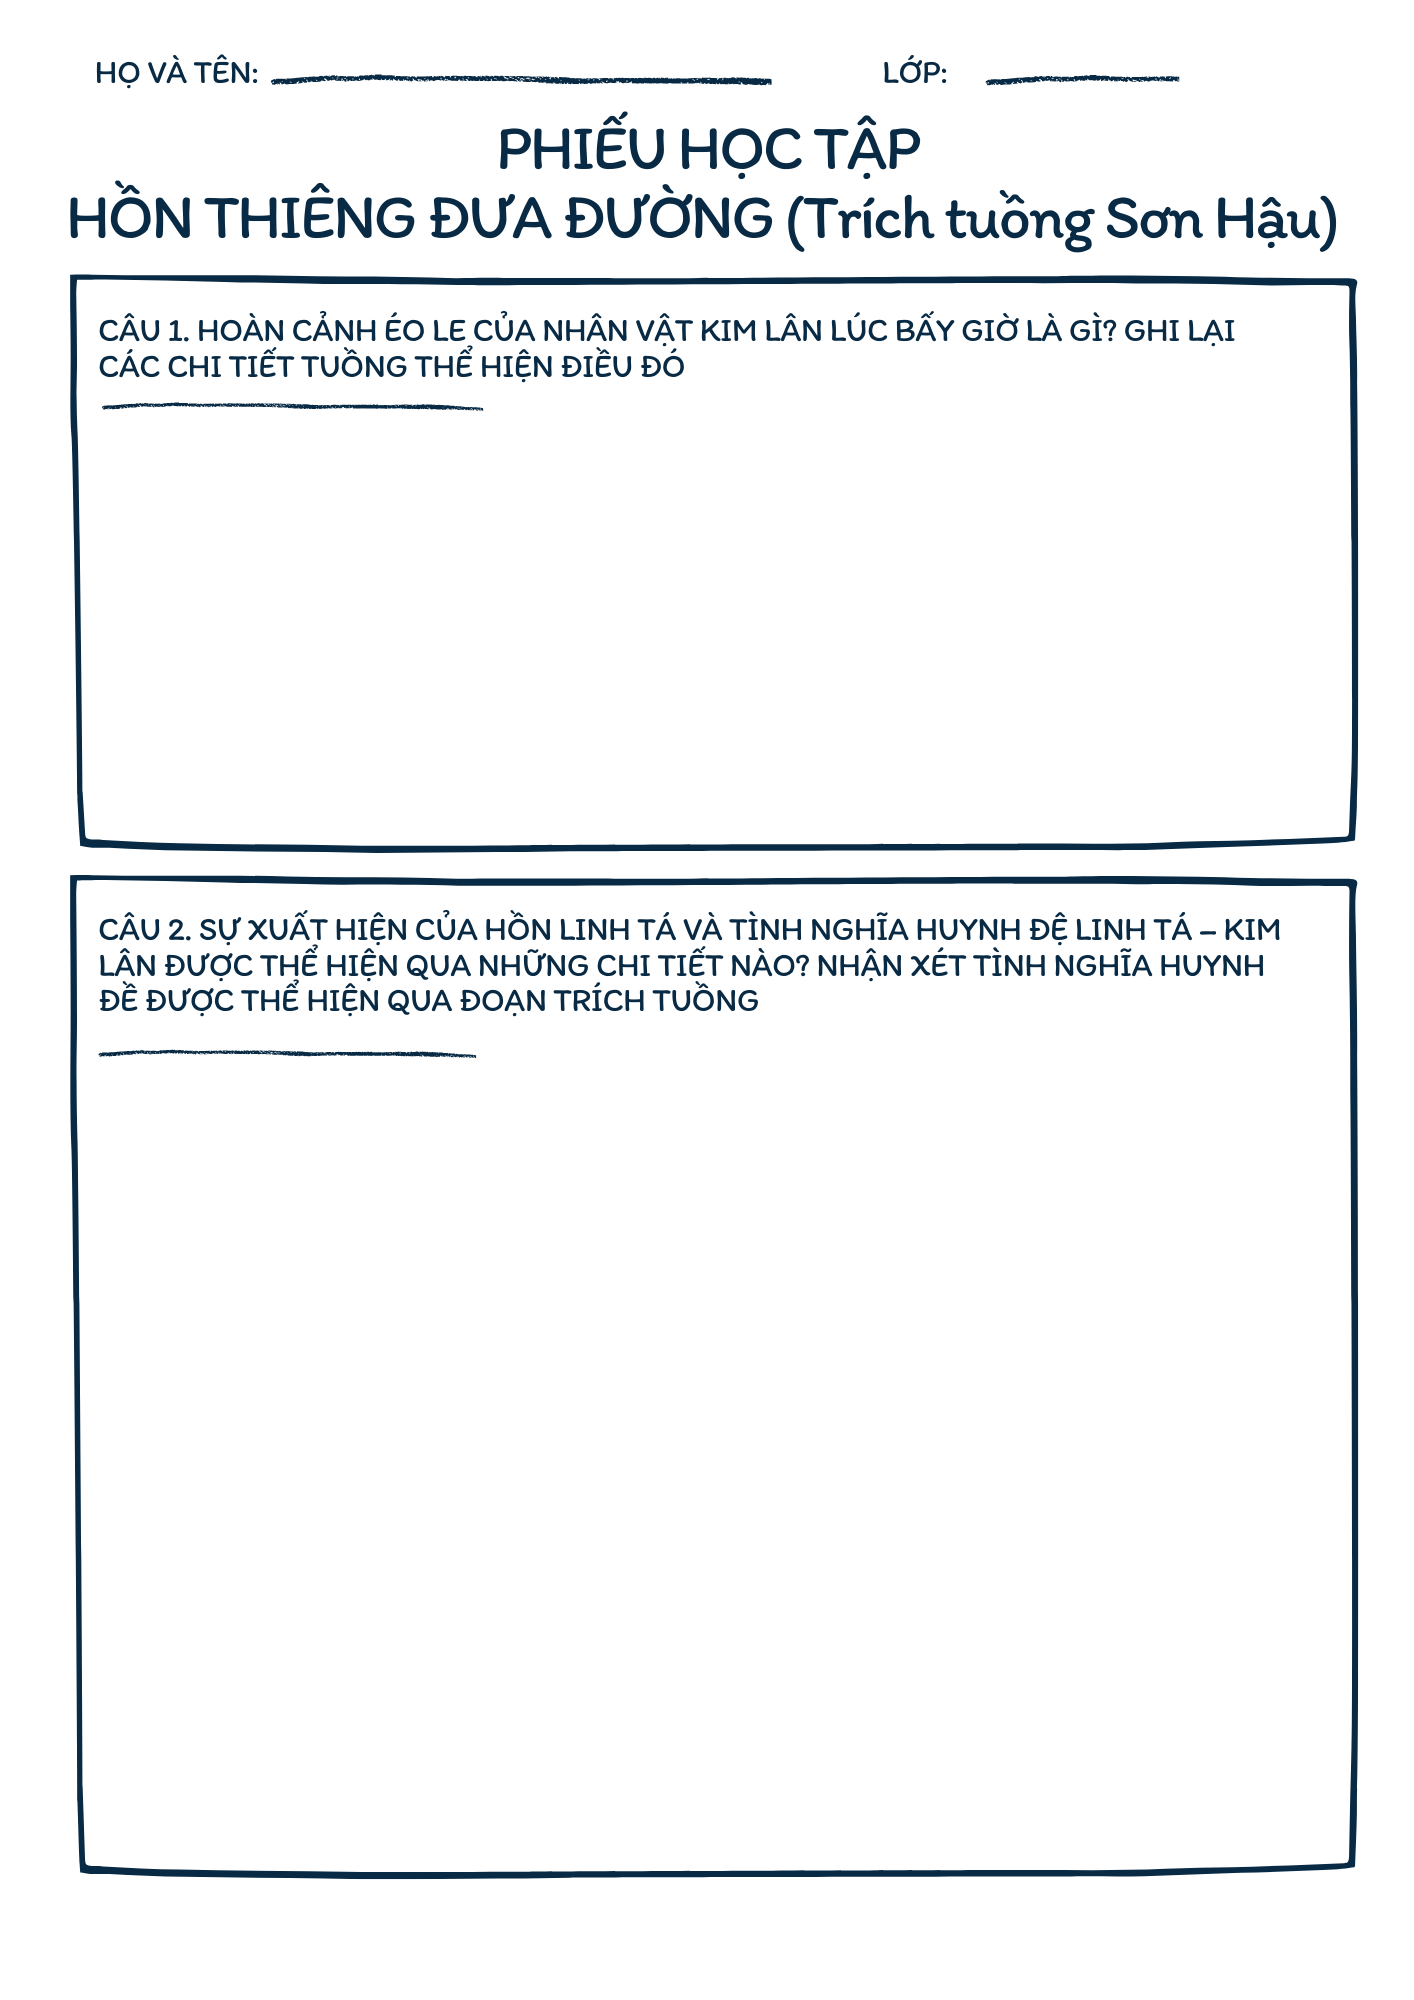 HỌ VÀ TÊN:
LỚP:
PHIẾU HỌC TẬP
HỒN THIÊNG ĐƯA ĐƯỜNG (Trích tuồng Sơn Hậu)
CÂU 1. HOÀN CẢNH ÉO LE CỦA NHÂN VẬT KIM LÂN LÚC BẤY GIỜ LÀ GÌ? GHI LẠI
CÁC CHI TIẾT TUỒNG THỂ HIỆN ĐIỀU ĐÓ
CÂU 2. SỰ XUẤT HIỆN CỦA HỒN LINH TÁ VÀ TÌNH NGHĨA HUYNH ĐỆ LINH TÁ – KIM
LÂN ĐƯỢC THỂ HIỆN QUA NHỮNG CHI TIẾT NÀO? NHẬN XÉT TÌNH NGHĨA HUYNH
ĐỀ ĐƯỢC THỂ HIỆN QUA ĐOẠN TRÍCH TUỒNG